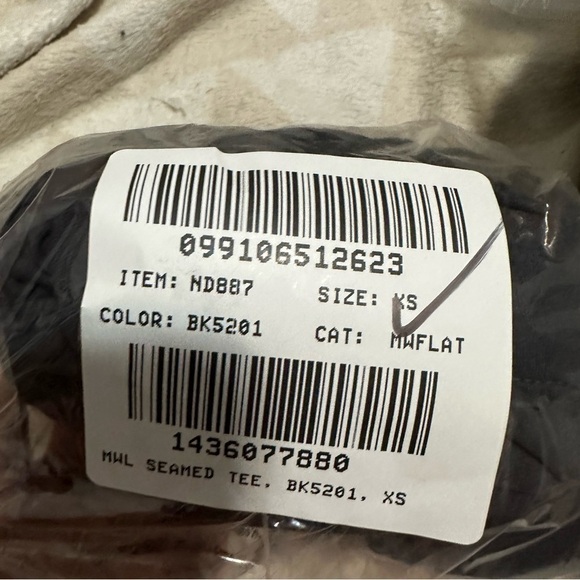 099106512623
ITEM: ND887 SIZE: XS
COLOR: BK5201 CAT: MWFLAT
1436077880
MWL SEAMED TEE, BK5201, XS